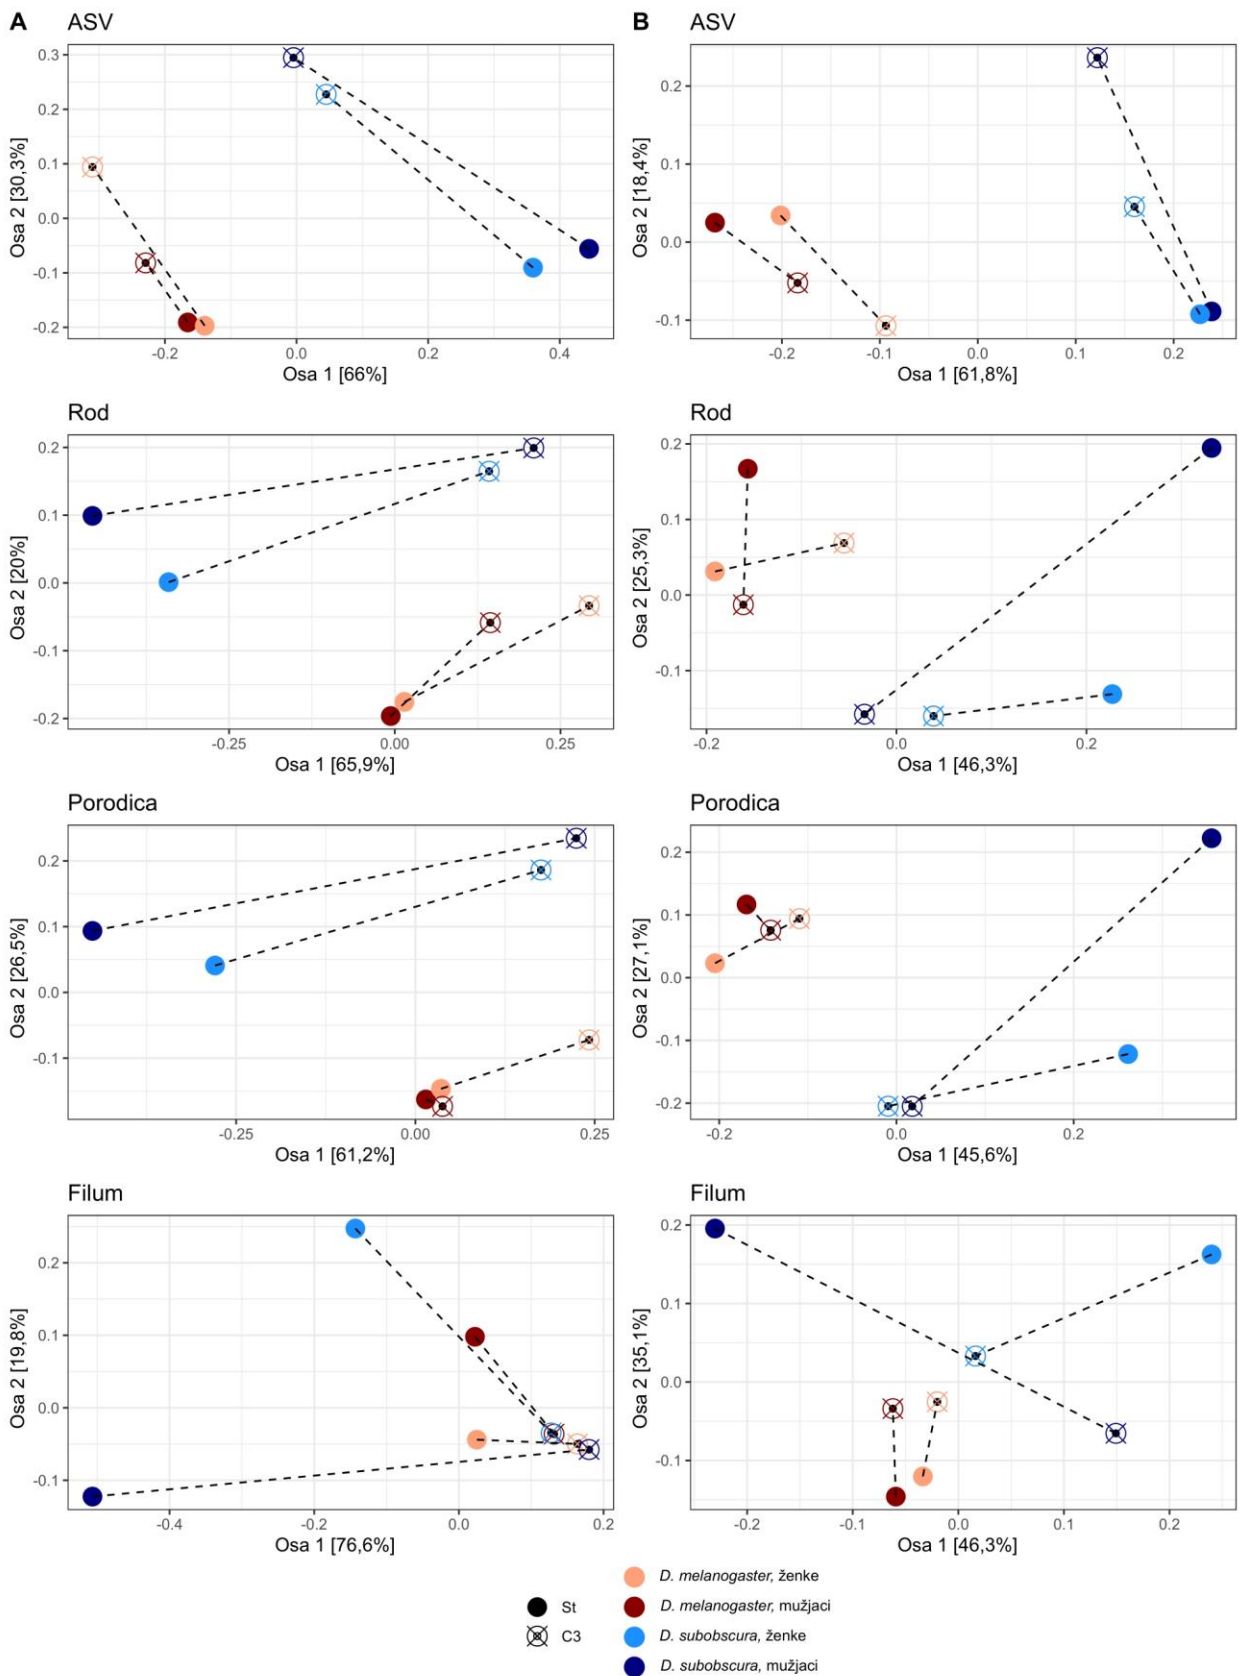 A ASV
0.3
0.2
0.1
0.0
-0.1
-0.2
Osa 2 [30,3%]
-0.2 0.0 0.2 0.4
Osa 1 [66%]
B ASV
0.2
0.1
0.0
-0.1
Osa 2 [18,4%]
-0.2 -0.1 0.0 0.1 0.2
Osa 1 [61,8%]
Rod
0.2
0.1
0.0
-0.1
-0.2
Osa 2 [20%]
-0.25 0.00 0.25
Osa 1 [65,9%]
Rod
0.2
0.1
0.0
-0.1
Osa 2 [25,3%]
-0.2 0.0 0.2
Osa 1 [46,3%]
Porodica
0.2
0.1
0.0
-0.1
Osa 2 [26,5%]
-0.25 0.00 0.25
Osa 1 [61,2%]
Porodica
0.2
0.1
0.0
-0.1
-0.2
Osa 2 [27,1%]
-0.2 0.0 0.2
Osa 1 [45,6%]
Filum
0.2
0.1
0.0
-0.1
Osa 2 [19,8%]
-0.4 -0.2 0.0 0.2
Osa 1 [76,6%]
Filum
0.2
0.1
0.0
-0.1
Osa 2 [35,1%]
-0.2 -0.1 0.0 0.1 0.2
Osa 1 [46,3%]
St
C3
D. melanogaster, ženke
D. melanogaster, mužjaci
D. subobscura, ženke
D. subobscura, mužjaci